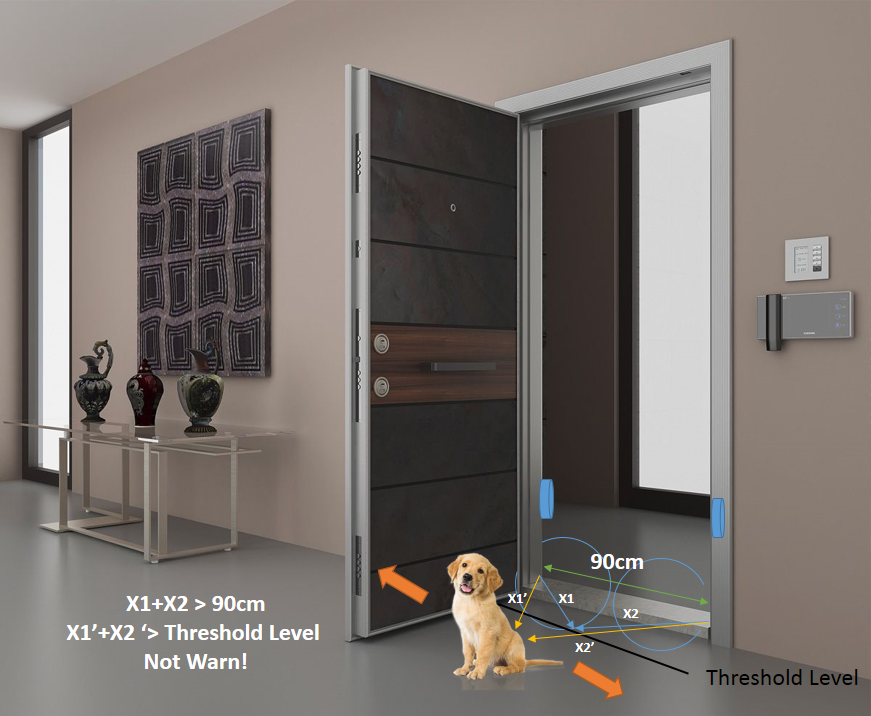 90cm
X1'
X1
X2
X2'
X1+X2 > 90cm
X1’+X2 ‘> Threshold Level
Not Warn!
Threshold Level